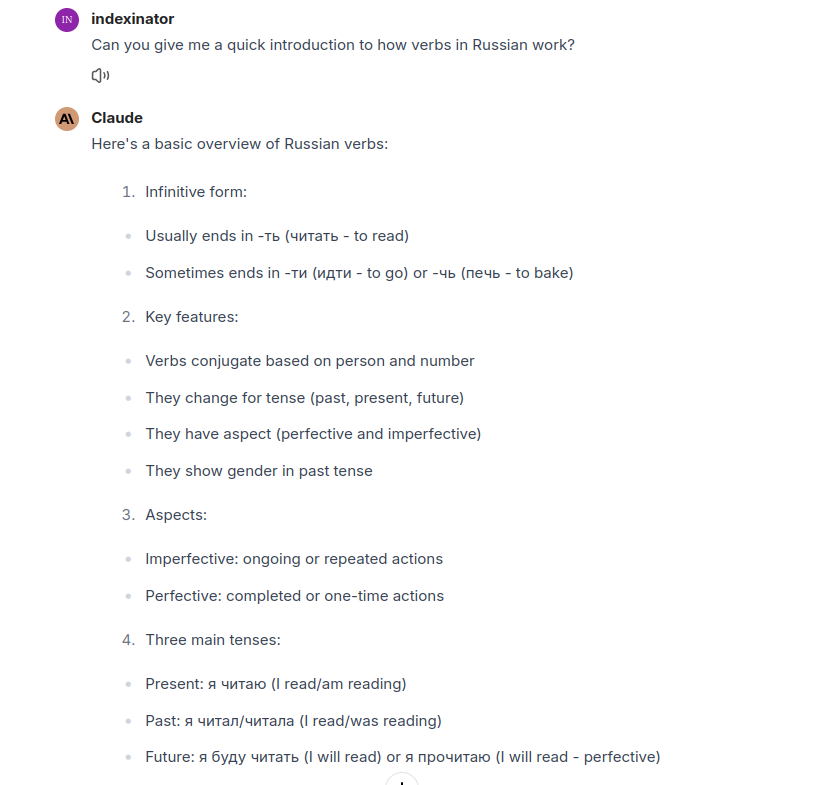 IN indexinator
Can you give me a quick introduction to how verbs in Russian work?
Claude
Here's a basic overview of Russian verbs:
1. Infinitive form:
• Usually ends in -ть (читать - to read)
• Sometimes ends in -ти (идти - to go) or -чь (печь - to bake)
2. Key features:
• Verbs conjugate based on person and number
• They change for tense (past, present, future)
• They have aspect (perfective and imperfective)
• They show gender in past tense
3. Aspects:
• Imperfective: ongoing or repeated actions
• Perfective: completed or one-time actions
4. Three main tenses:
• Present: я читаю (I read/am reading)
• Past: я читал/читала (I read/was reading)
• Future: я буду читать (I will read) or я прочитаю (I will read - perfective)